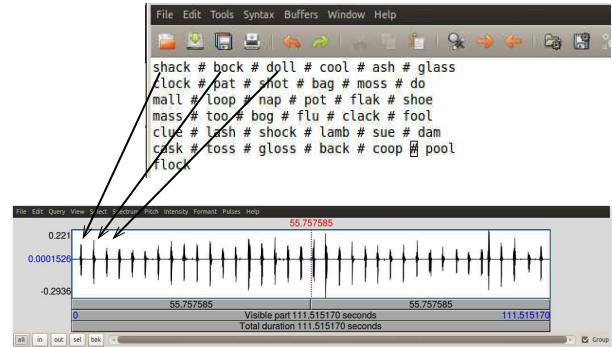 File Edit Tools Syntax Buffers Window Help
shack # bock # doll # cool # ash # glass
clock # pat # shot # bag # moss # do
mall # loop # nap # pot # flak # shoe
mass # too # bog # flu # clack # fool
clue # lash # shock # lamb # sue # dam
cask # toss # gloss # back # coop # pool
flock
File Edit Query View Select Spectrum Pitch Intensity Formant Pulses Help
55.757585
0.221
0.0001526
-0.2936
55.757585 55.757585
0 Visible part 111.515170 seconds 111.515170
Total duration 111.515170 seconds
all in out sel bak Group